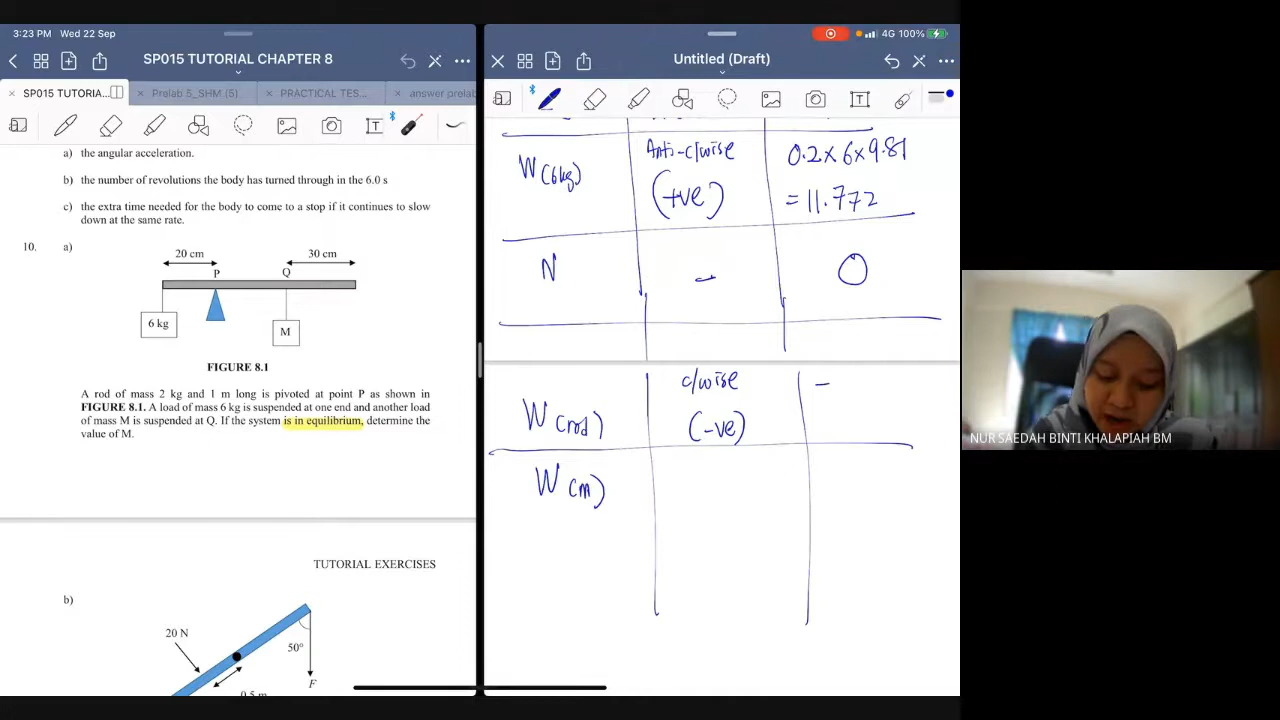 3:23 PM Wed 22 Sep
SP015 TUTORIAL CHAPTER 8
SP015 TUTORIA...
Prelab 5_SHM (5)
PRACTICAL TES...
answer prelab
a) the angular acceleration.
b) the number of revolutions the body has turned through in the 6.0 s
c) the extra time needed for the body to come to a stop if it continues to slow
down at the same rate.
10. a)
20 cm 30 cm
P Q
6 kg
M
FIGURE 8.1
A rod of mass 2 kg and 1 m long is pivoted at point P as shown in
FIGURE 8.1. A load of mass 6 kg is suspended at one end and another load
of mass M is suspended at Q. If the system is in equilibrium, determine the
value of M.
TUTORIAL EXERCISES
b)
20 N
50°
F
0.5 m
4G 100%
Untitled (Draft)
W(6kg) Anti-c/wise 0.2 × 6 × 9.81
(+ve) = 11.772
N - 0
c/wise -
W(rod) (-ve)
W(m)
NUR SAEDAH BINTI KHALAPIAH BM